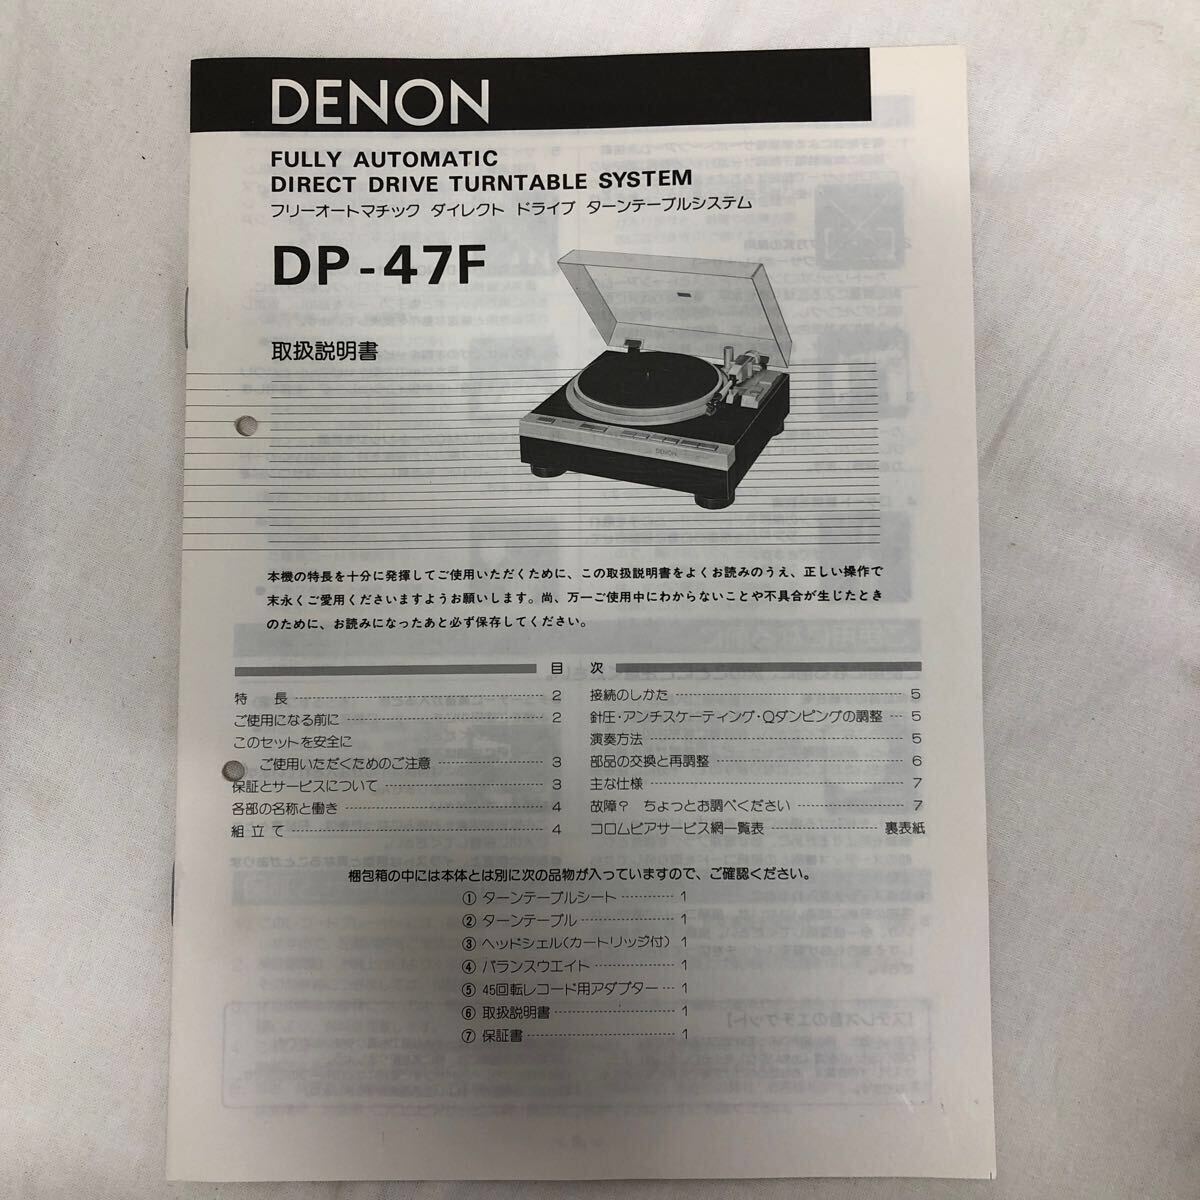 DENON
FULLY AUTOMATIC
DIRECT DRIVE TURNTABLE SYSTEM
フリーオートマチック ダイレクト ドライブ ターンテーブルシステム
DP-47F
取扱説明書
DENON
本機の特長を十分に発揮してご使用いただくために、この取扱説明書をよくお読みのうえ、正しい操作で
末永くご愛用くださいますようお願いします。尚、万一ご使用中にわからないことや不具合が生じたとき
のために、お読みになったあと必ず保存してください。
目 次
特 長 2
ご使用になる前に 2
このセットを安全に
ご使用いただくためのご注意 3
保証とサービスについて 3
各部の名称と働き 4
組立て 4
接続のしかた 5
針圧・アンチスケーティング・Qダンピングの調整 5
演奏方法 5
部品の交換と再調整 6
主な仕様 7
故障? ちょっとお調べください 7
コロムビアサービス網一覧表 裏表紙
梱包箱の中には本体とは別に次の品物が入っていますので、ご確認ください。
① ターンテーブルシート 1
② ターンテーブル 1
③ ヘッドシェル(カートリッジ付) 1
④ バランスウエイト 1
⑤ 45回転レコード用アダプター 1
⑥ 取扱説明書 1
⑦ 保証書 1